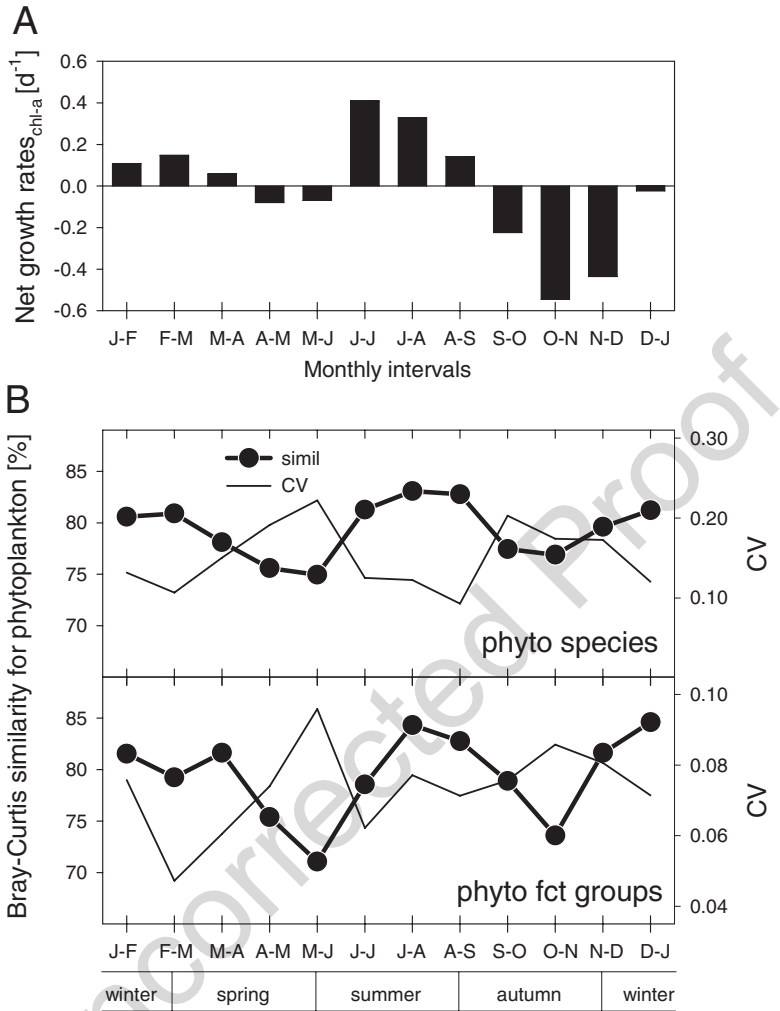 A
Net growth rates chl-a [d-1]
0.6
0.4
0.2
0.0
-0.2
-0.4
-0.6
J-F F-M M-A A-M M-J J-J J-A A-S S-O O-N N-D D-J
Monthly intervals
B
Bray-Curtis similarity for phytoplankton [%]
85
80
75
70
simil
CV
0.30
0.20
0.10
CV
phyto species
85
80
75
70
0.10
0.08
0.06
0.04
CV
phyto fct groups
J-F F-M M-A A-M M-J J-J J-A A-S S-O O-N N-D D-J
winter spring summer autumn winter
ncorrected Proof